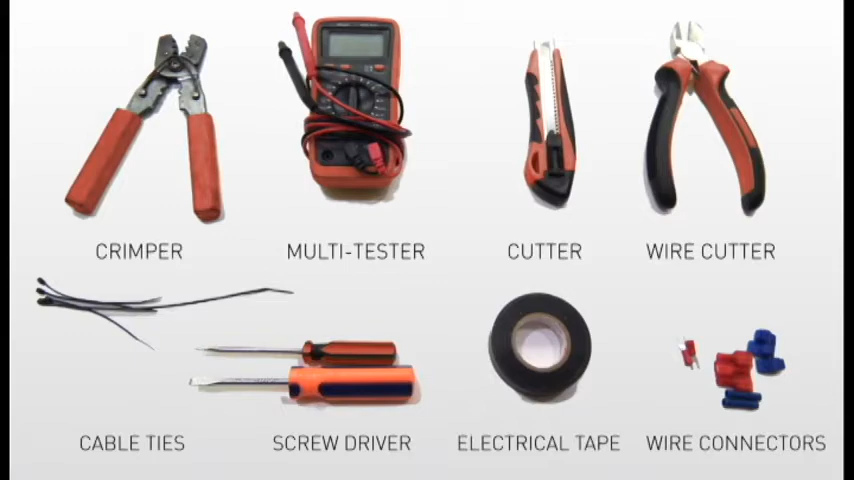 CRIMPER
MULTI-TESTER
CUTTER
WIRE CUTTER
CABLE TIES
SCREW DRIVER
ELECTRICAL TAPE
WIRE CONNECTORS